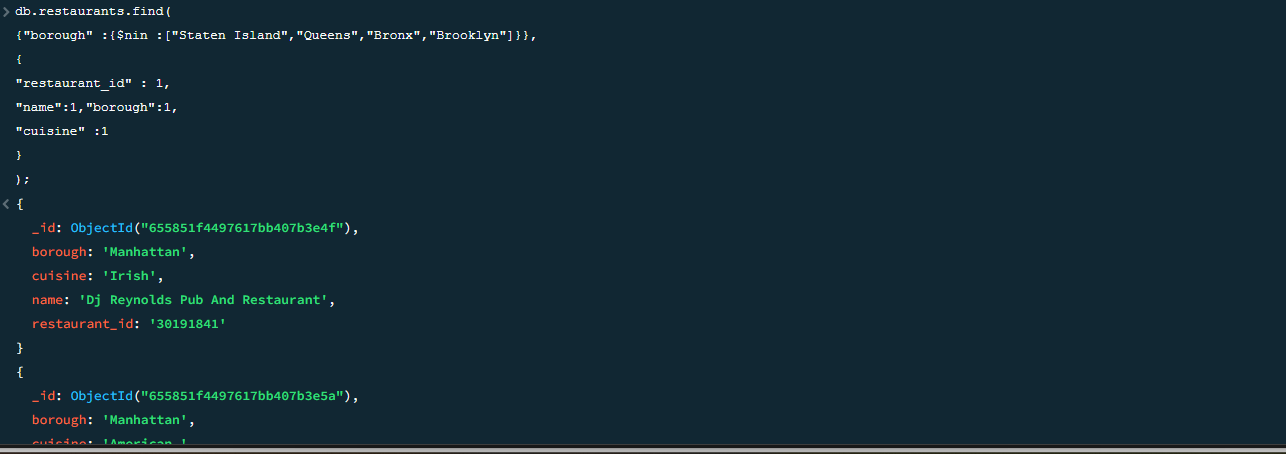 db.restaurants.find(
{"borough" :{$nin :["Staten Island","Queens","Bronx","Brooklyn"]}},
{
"restaurant_id" : 1,
"name":1,"borough":1,
"cuisine" :1
}
);
{
_id: ObjectId("655851f4497617bb407b3e4f"),
borough: 'Manhattan',
cuisine: 'Irish',
name: 'Dj Reynolds Pub And Restaurant',
restaurant_id: '30191841'
}
{
_id: ObjectId("655851f4497617bb407b3e5a"),
borough: 'Manhattan',
cuisine: 'American '